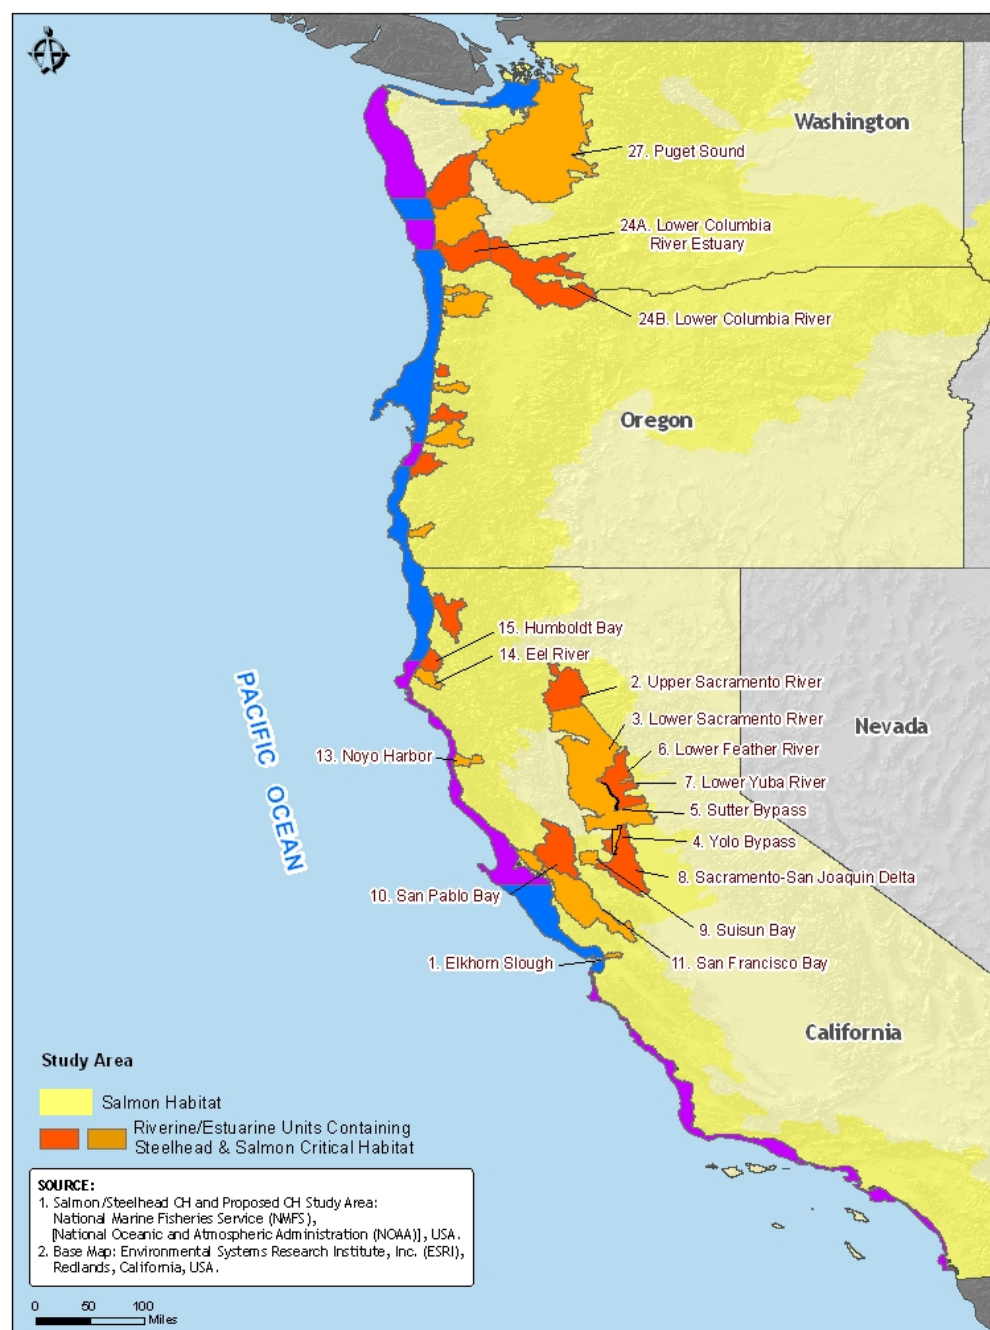 Washington
27. Puget Sound
24A. Lower Columbia
River Estuary
24B. Lower Columbia River
Oregon
15. Humboldt Bay
14. Eel River
2. Upper Sacramento River
3. Lower Sacramento River
Nevada
6. Lower Feather River
13. Noyo Harbor
7. Lower Yuba River
PACIFIC OCEAN
5. Sutter Bypass
4. Yolo Bypass
8. Sacramento-San Joaquin Delta
10. San Pablo Bay
9. Suisun Bay
1. Elkhorn Slough
11. San Francisco Bay
California
Study Area
Salmon Habitat
Riverine/Estuarine Units Containing
Steelhead & Salmon Critical Habitat
SOURCE:
1. Salmon/Steelhead CH and Proposed CH Study Area:
National Marine Fisheries Service (NMFS),
[National Oceanic and Atmospheric Administration (NOAA)], USA.
2. Base Map: Environmental Systems Research Institute, Inc. (ESRI),
Redlands, California, USA.
0 50 100
Miles